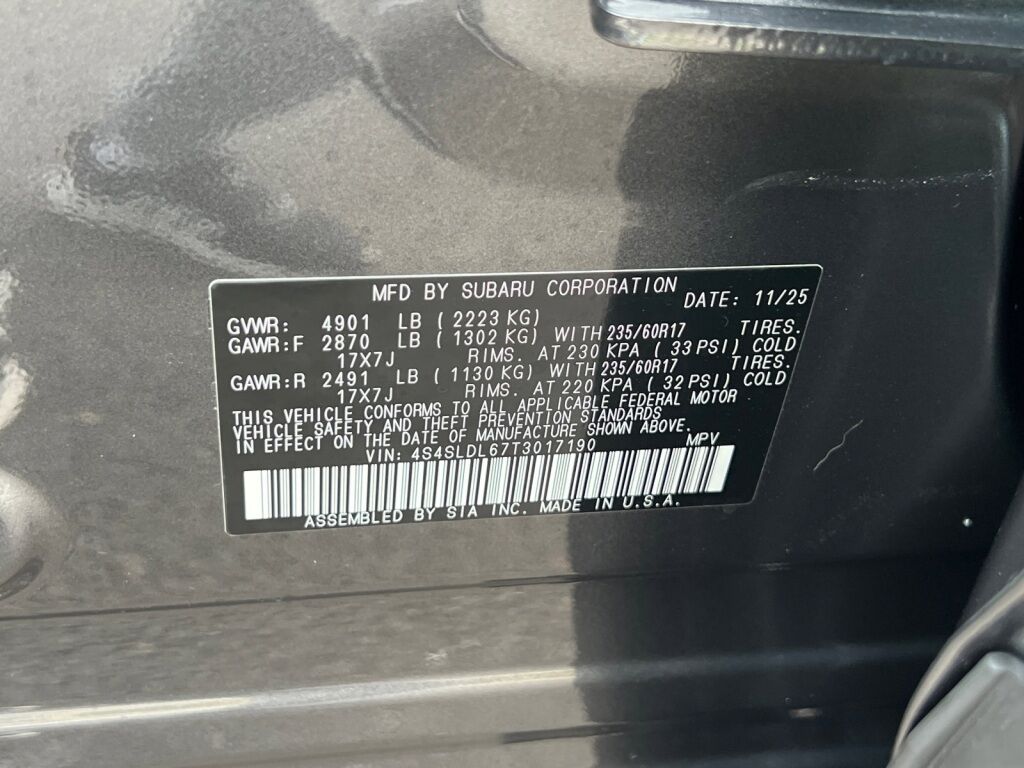 MFD BY SUBARU CORPORATION DATE: 11/25
GVWR: 4901 LB ( 2223 KG)
GAWR:F 2870 LB ( 1302 KG) WITH 235/60R17 TIRES.
17X7J RIMS. AT 230 KPA ( 33 PSI) COLD
GAWR:R 2491 LB ( 1130 KG) WITH 235/60R17 TIRES.
17X7J RIMS. AT 220 KPA ( 32 PSI) COLD
THIS VEHICLE CONFORMS TO ALL APPLICABLE FEDERAL MOTOR
VEHICLE SAFETY AND THEFT PREVENTION STANDARDS
IN EFFECT ON THE DATE OF MANUFACTURE SHOWN ABOVE.
VIN: 4S4SLDL67T3017190 MPV
ASSEMBLED BY SIA INC. MADE IN U.S.A.